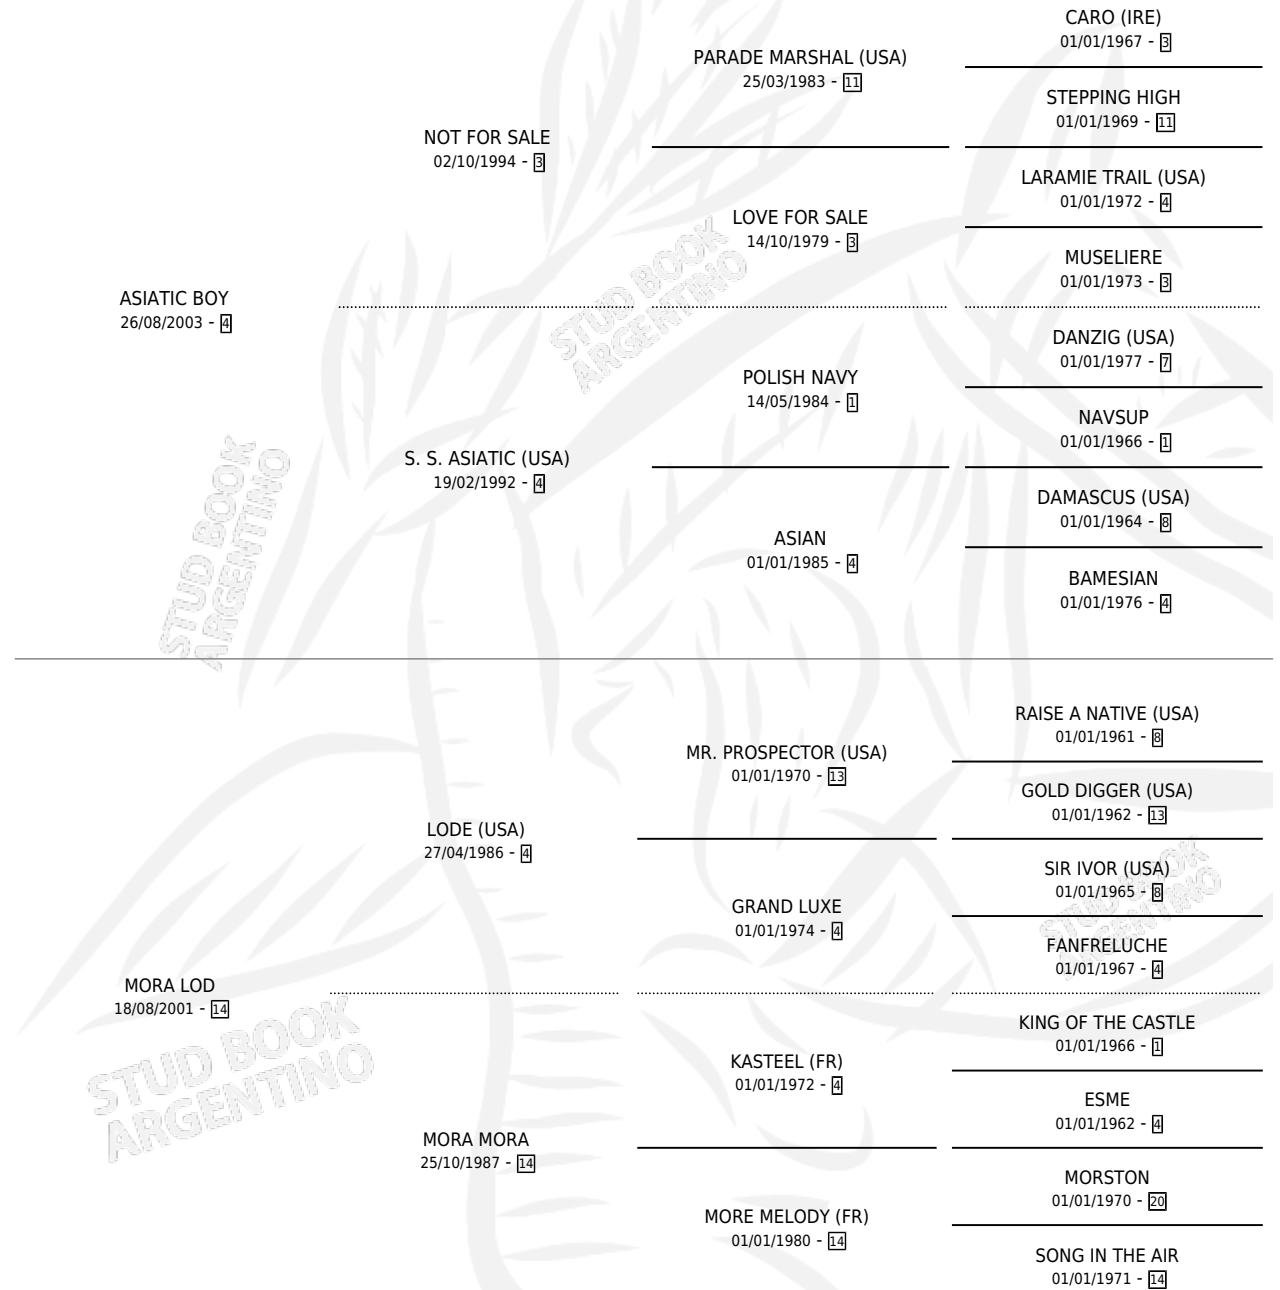 CARO (IRE)
01/01/1967 - 3
PARADE MARSHAL (USA)
25/03/1983 - 11
STEPPING HIGH
01/01/1969 - 11
NOT FOR SALE
02/10/1994 - 3
LARAMIE TRAIL (USA)
01/01/1972 - 4
LOVE FOR SALE
14/10/1979 - 3
MUSELIERE
01/01/1973 - 3
ASIATIC BOY
26/08/2003 - 4
STUD BOOK
ARGENTINO
DANZIG (USA)
01/01/1977 - 7
POLISH NAVY
14/05/1984 - 1
NAVSUP
01/01/1966 - 1
S. S. ASIATIC (USA)
19/02/1992 - 4
DAMASCUS (USA)
01/01/1964 - 8
ASIAN
01/01/1985 - 4
BAMESIAN
01/01/1976 - 4
STUD BOOK
ARGENTINO
RAISE A NATIVE (USA)
01/01/1961 - 8
MR. PROSPECTOR (USA)
01/01/1970 - 13
GOLD DIGGER (USA)
01/01/1962 - 13
LODE (USA)
27/04/1986 - 4
SIR IVOR (USA)
01/01/1965 - 8
GRAND LUXE
01/01/1974 - 4
STUD BOOK
ARGENTINO
FANFRELUCHE
01/01/1967 - 4
MORA LOD
18/08/2001 - 14
KING OF THE CASTLE
01/01/1966 - 1
KASTEEL (FR)
01/01/1972 - 4
STUD BOOK
ARGENTINO
ESME
01/01/1962 - 4
MORA MORA
25/10/1987 - 14
MORSTON
01/01/1970 - 20
MORE MELODY (FR)
01/01/1980 - 14
SONG IN THE AIR
01/01/1971 - 14